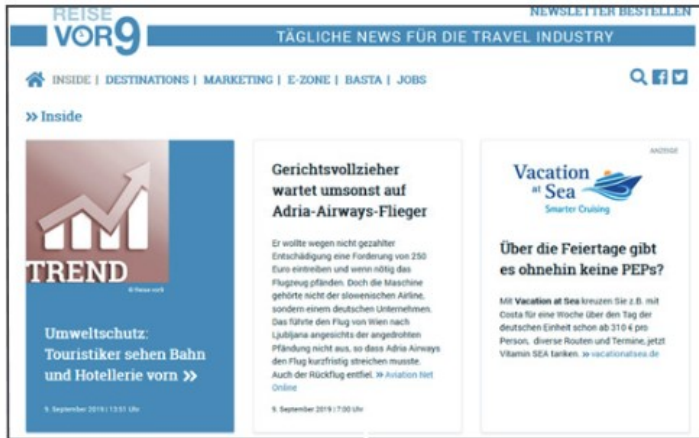 NEWSLETTER BESTELLEN
REISE
VOR9
TÄGLICHE NEWS FÜR DIE TRAVEL INDUSTRY
INSIDE | DESTINATIONS | MARKETING | E-ZONE | BASTA | JOBS
» Inside
TREND
© Reise vor9
Umweltschutz:
Touristiker sehen Bahn
und Hotellerie vorn »
9. September 2019 | 13:51 Uhr
Gerichtsvollzieher
wartet umsonst auf
Adria-Airways-Flieger
Er wollte wegen nicht gezahlter
Entschädigung eine Forderung von 250
Euro eintreiben und wenn nötig das
Flugzeug pfänden. Doch die Maschine
gehörte nicht der slowenischen Airline,
sondern einem deutschen Unternehmen.
Das führte den Flug von Wien nach
Ljubljana angesichts der angedrohten
Pfändung nicht aus, so dass Adria Airways
den Flug kurzfristig streichen musste.
Auch der Rückflug entfiel. » Aviation Net
Online
9. September 2019 | 7:00 Uhr
ANZEIGE
Vacation
at
Sea
Smarter Cruising
Über die Feiertage gibt
es ohnehin keine PEPs?
Mit Vacation at Sea kreuzen Sie z.B. mit
Costa für eine Woche über den Tag der
deutschen Einheit schon ab 310 € pro
Person, diverse Routen und Termine, jetzt
Vitamin SEA tanken. » vacationatsea.de